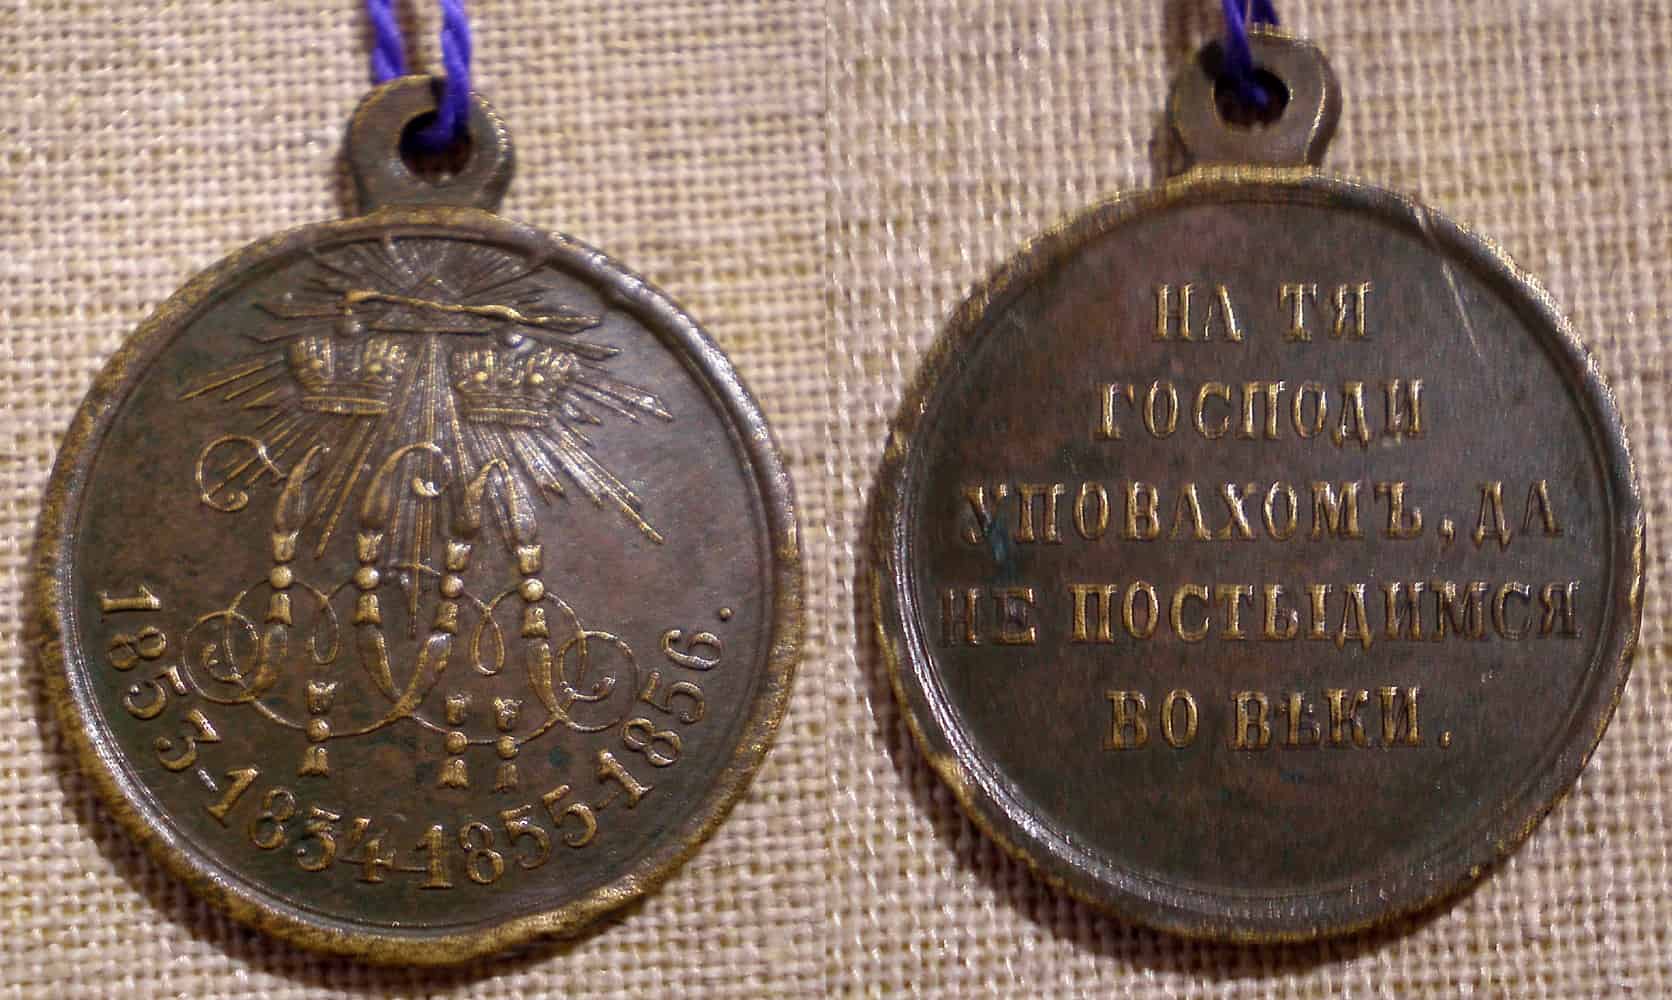 1853-1854-1855-1856.
НА ТЯ
ГОСПОДИ
УПОВАХОМЪ, ДА
НЕ ПОСТЫДИМСЯ
ВО ВѢКИ.